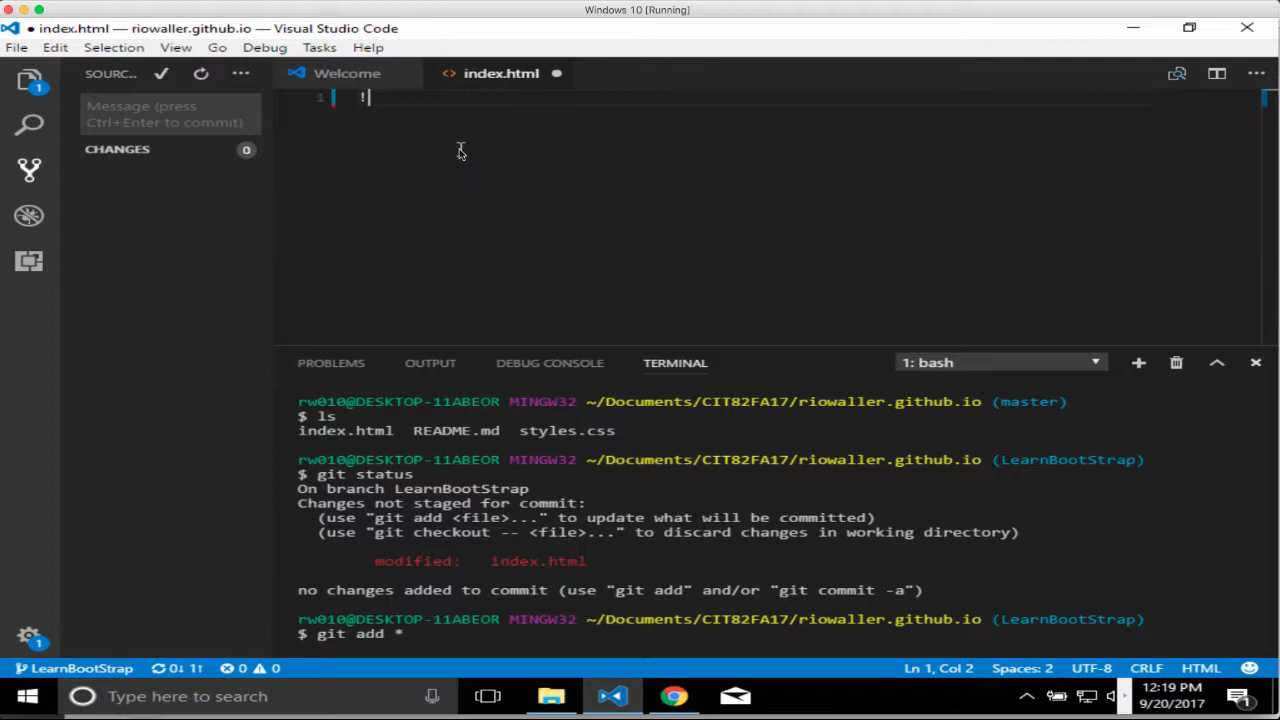 Windows 10 [Running]
● index.html — riowaller.github.io — Visual Studio Code
File Edit Selection View Go Debug Tasks Help
1 SOURC... ... Welcome <> index.html ● ...
Message (press
Ctrl+Enter to commit)
CHANGES 0
1 !
PROBLEMS OUTPUT DEBUG CONSOLE TERMINAL 1: bash
rw010@DESKTOP-11ABEOR MINGW32 ~/Documents/CIT82FA17/riowaller.github.io (master)
$ ls
index.html README.md styles.css
rw010@DESKTOP-11ABEOR MINGW32 ~/Documents/CIT82FA17/riowaller.github.io (LearnBootStrap)
$ git status
On branch LearnBootStrap
Changes not staged for commit:
(use "git add <file>..." to update what will be committed)
(use "git checkout -- <file>..." to discard changes in working directory)
modified: index.html
no changes added to commit (use "git add" and/or "git commit -a")
rw010@DESKTOP-11ABEOR MINGW32 ~/Documents/CIT82FA17/riowaller.github.io (LearnBootStrap)
$ git add *
1
LearnBootStrap 0↓ 1↑ 0 0 Ln 1, Col 2 Spaces: 2 UTF-8 CRLF HTML
Type here to search 12:19 PM
9/20/2017 1